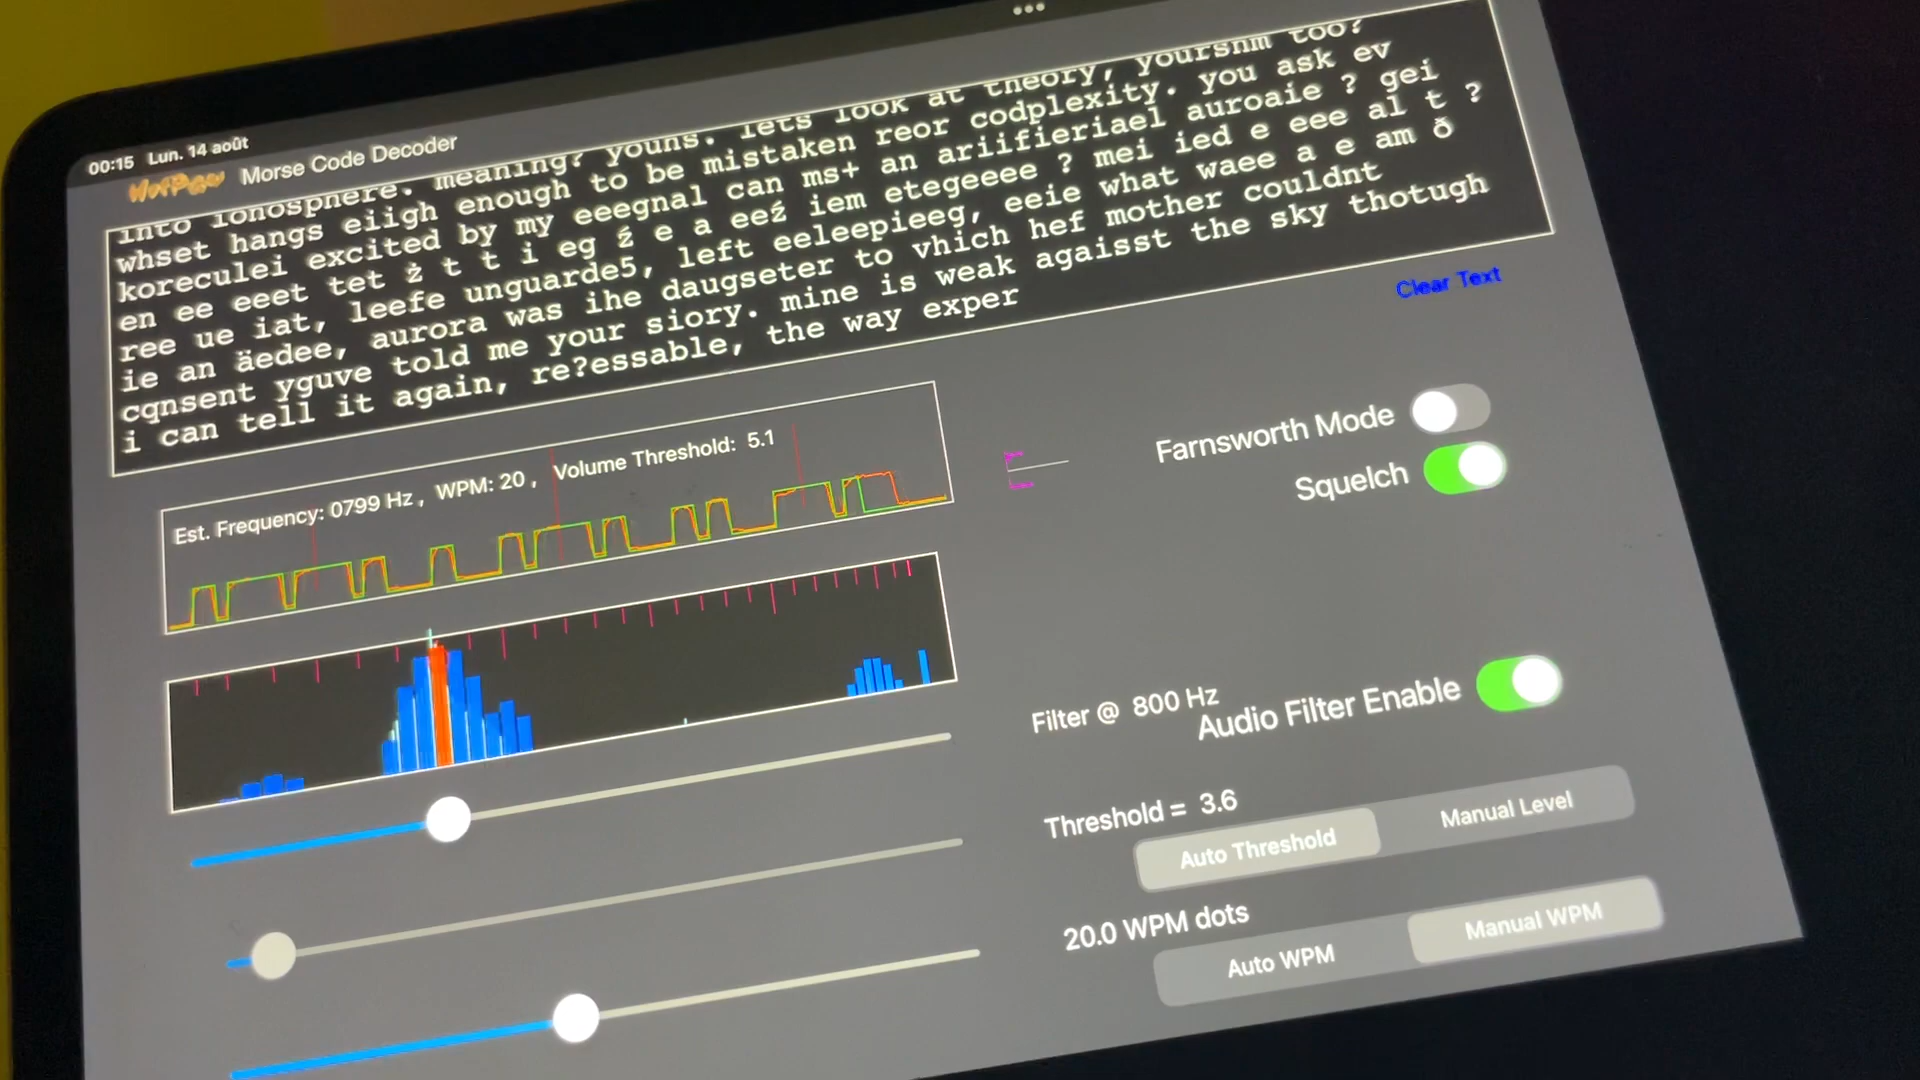 00:15 Lun. 14 août
HotPaw Morse Code Decoder
into ionosphere. meaning? youns. lets look at theory, yoursnm too?
whset hangs eiigh enough to be mistaken reor codplexity. you ask ev
koreculei excited by my eeegnal can ms+ an ariifieriael auroaie ? gei
en ee eeet tet ż t t i eg ź e a eeź iem etegeeee ? mei ied e eee al t ?
ree ue iat, leefe unguarde5, left eeleepieeg, eeie what waee a e am ð
ie an äedee, aurora was ihe daugseter to vhich hef mother couldnt
cqnsent yguve told me your siory. mine is weak agaisst the sky thotugh
i can tell it again, re?essable, the way exper
Clear Text
Est. Frequency: 0799 Hz , WPM: 20 , Volume Threshold: 5.1
Farnsworth Mode
Squelch
Filter @ 800 Hz
Audio Filter Enable
Threshold = 3.6
Auto Threshold Manual Level
20.0 WPM dots
Auto WPM Manual WPM